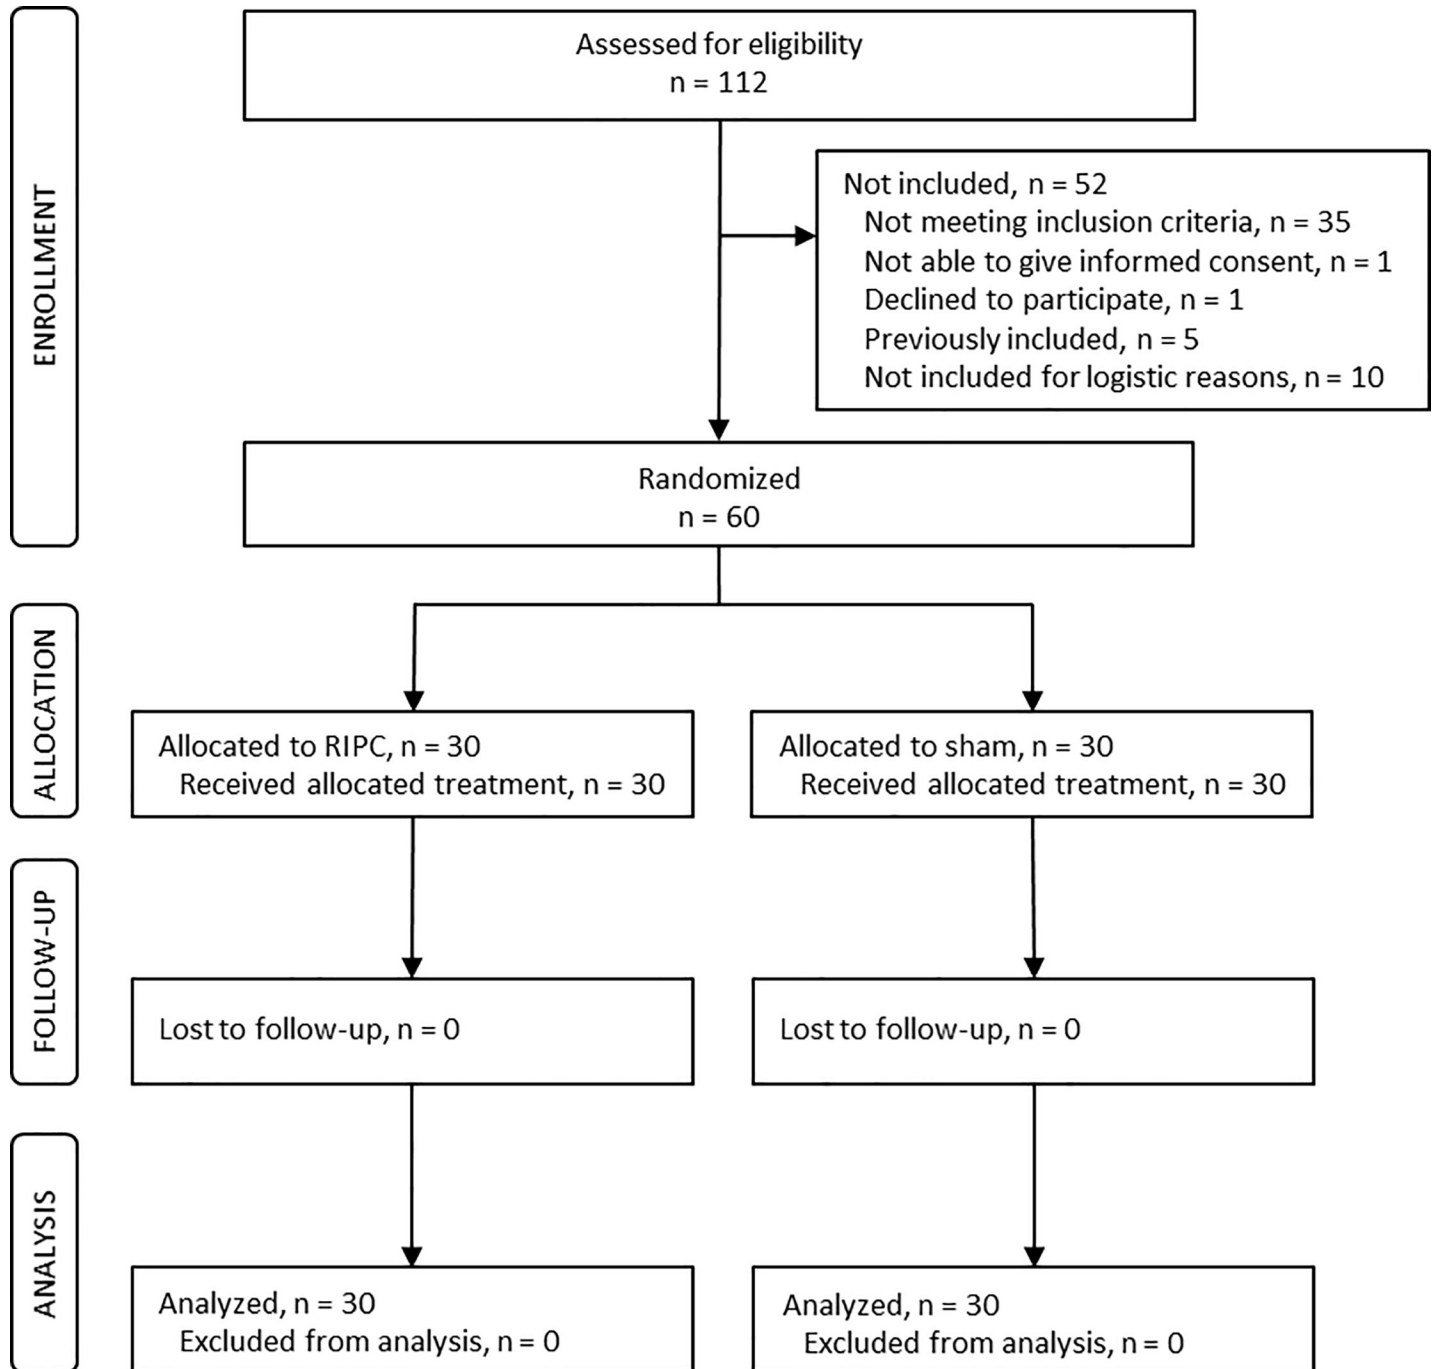 ENROLLMENT
Assessed for eligibility
n = 112
Not included, n = 52
Not meeting inclusion criteria, n = 35
Not able to give informed consent, n = 1
Declined to participate, n = 1
Previously included, n = 5
Not included for logistic reasons, n = 10
Randomized
n = 60
ALLOCATION
Allocated to RIPC, n = 30
Received allocated treatment, n = 30
Allocated to sham, n = 30
Received allocated treatment, n = 30
FOLLOW-UP
Lost to follow-up, n = 0
Lost to follow-up, n = 0
ANALYSIS
Analyzed, n = 30
Excluded from analysis, n = 0
Analyzed, n = 30
Excluded from analysis, n = 0